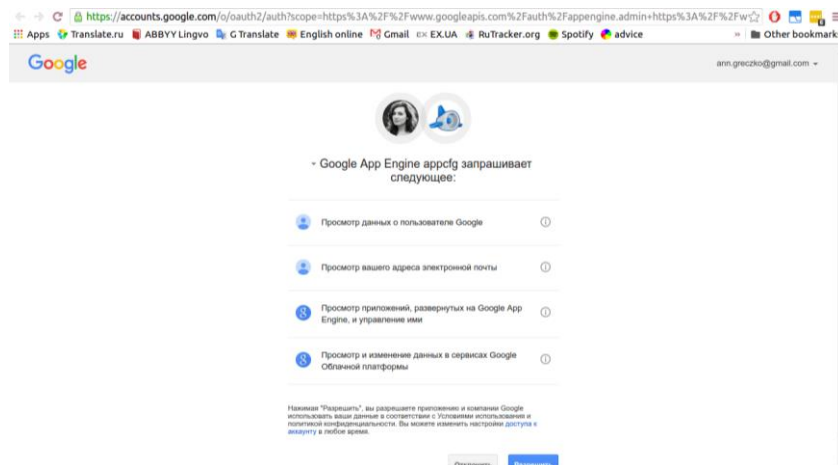 https://accounts.google.com/o/oauth2/auth?scope=https%3A%2F%2Fwww.googleapis.com%2Fauth%2Fappengine.admin+https%3A%2F%2Fw
Apps Translate.ru ABBYY Lingvo G Translate English online Gmail EX.UA RuTracker.org Spotify advice » Other bookmark
Google
ann.greczko@gmail.com
Google App Engine appcfg запрашивает
следующее:
Просмотр данных о пользователе Google
Просмотр вашего адреса электронной почты
Просмотр приложений, развернутых на Google App
Engine, и управление ими
Просмотр и изменение данных в сервисах Google
Облачной платформы
Нажимая "Разрешить", вы разрешаете приложению и компании Google
использовать ваши данные в соответствии с Условиями использования и
политикой конфиденциальности. Вы можете изменить настройки доступа к
аккаунту в любое время.